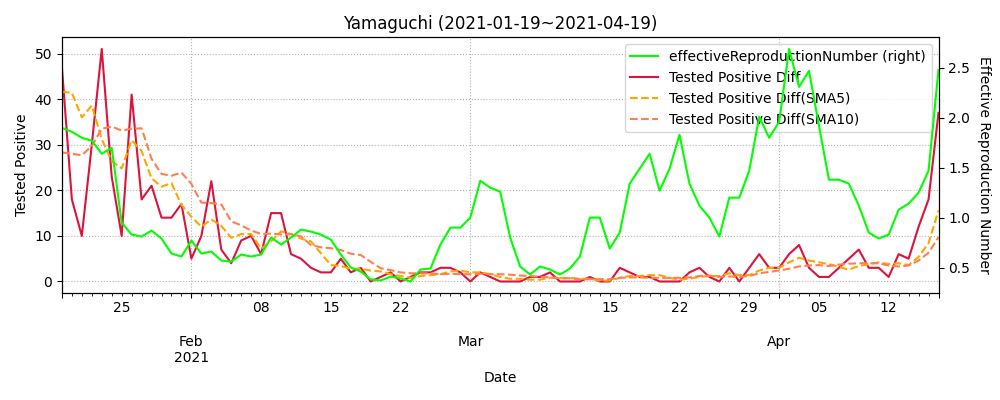 Yamaguchi (2021-01-19~2021-04-19)
effectiveReproductionNumber (right)
Tested Positive Diff
Tested Positive Diff(SMA5)
Tested Positive Diff(SMA10)
Tested Positive
50
40
30
20
10
0
Effective Reproduction Number
2.5
2.0
1.5
1.0
0.5
25 08 15 22 08 15 22 29 05 12
Feb Mar Apr
2021
Date